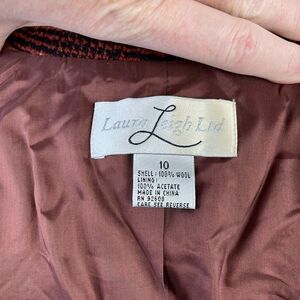 Laura Leigh Ltd
10
SHELL: 100% WOOL
LINING:
100% ACETATE
MADE IN CHINA
RN 92608
CARE SEE REVERSE